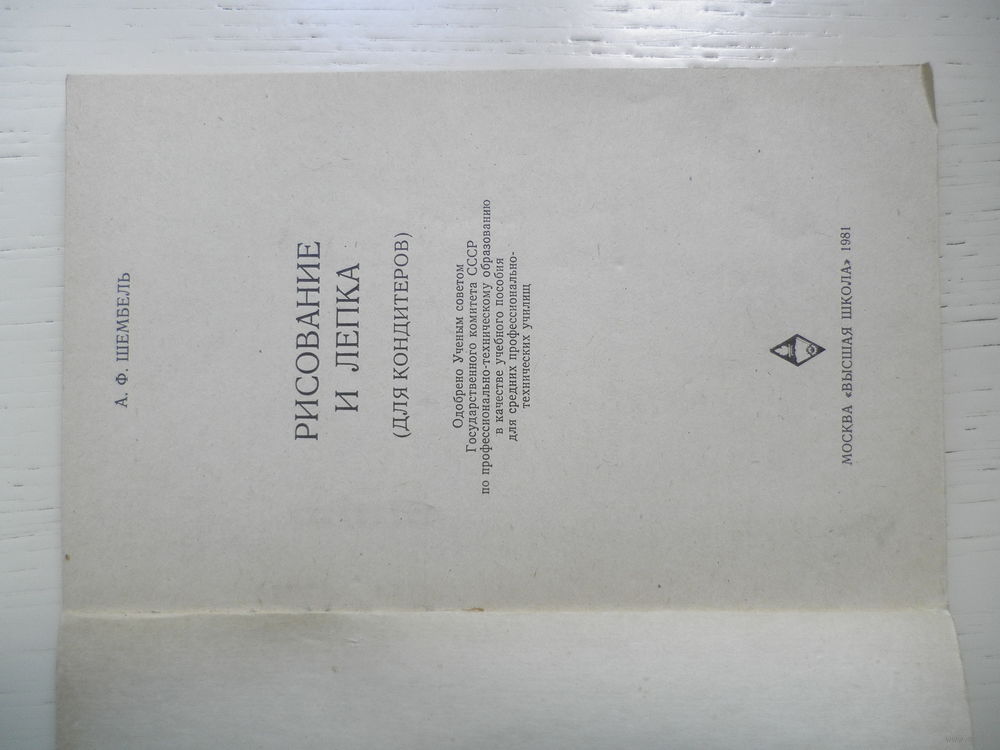 А. Ф. ШЕМБЕЛЬ
РИСОВАНИЕ
И ЛЕПКА
(ДЛЯ КОНДИТЕРОВ)
Одобрено Ученым советом
Государственного комитета СССР
по профессионально-техническому образованию
в качестве учебного пособия
для средних профессионально-
технических училищ
МОСКВА «ВЫСШАЯ ШКОЛА» 1981